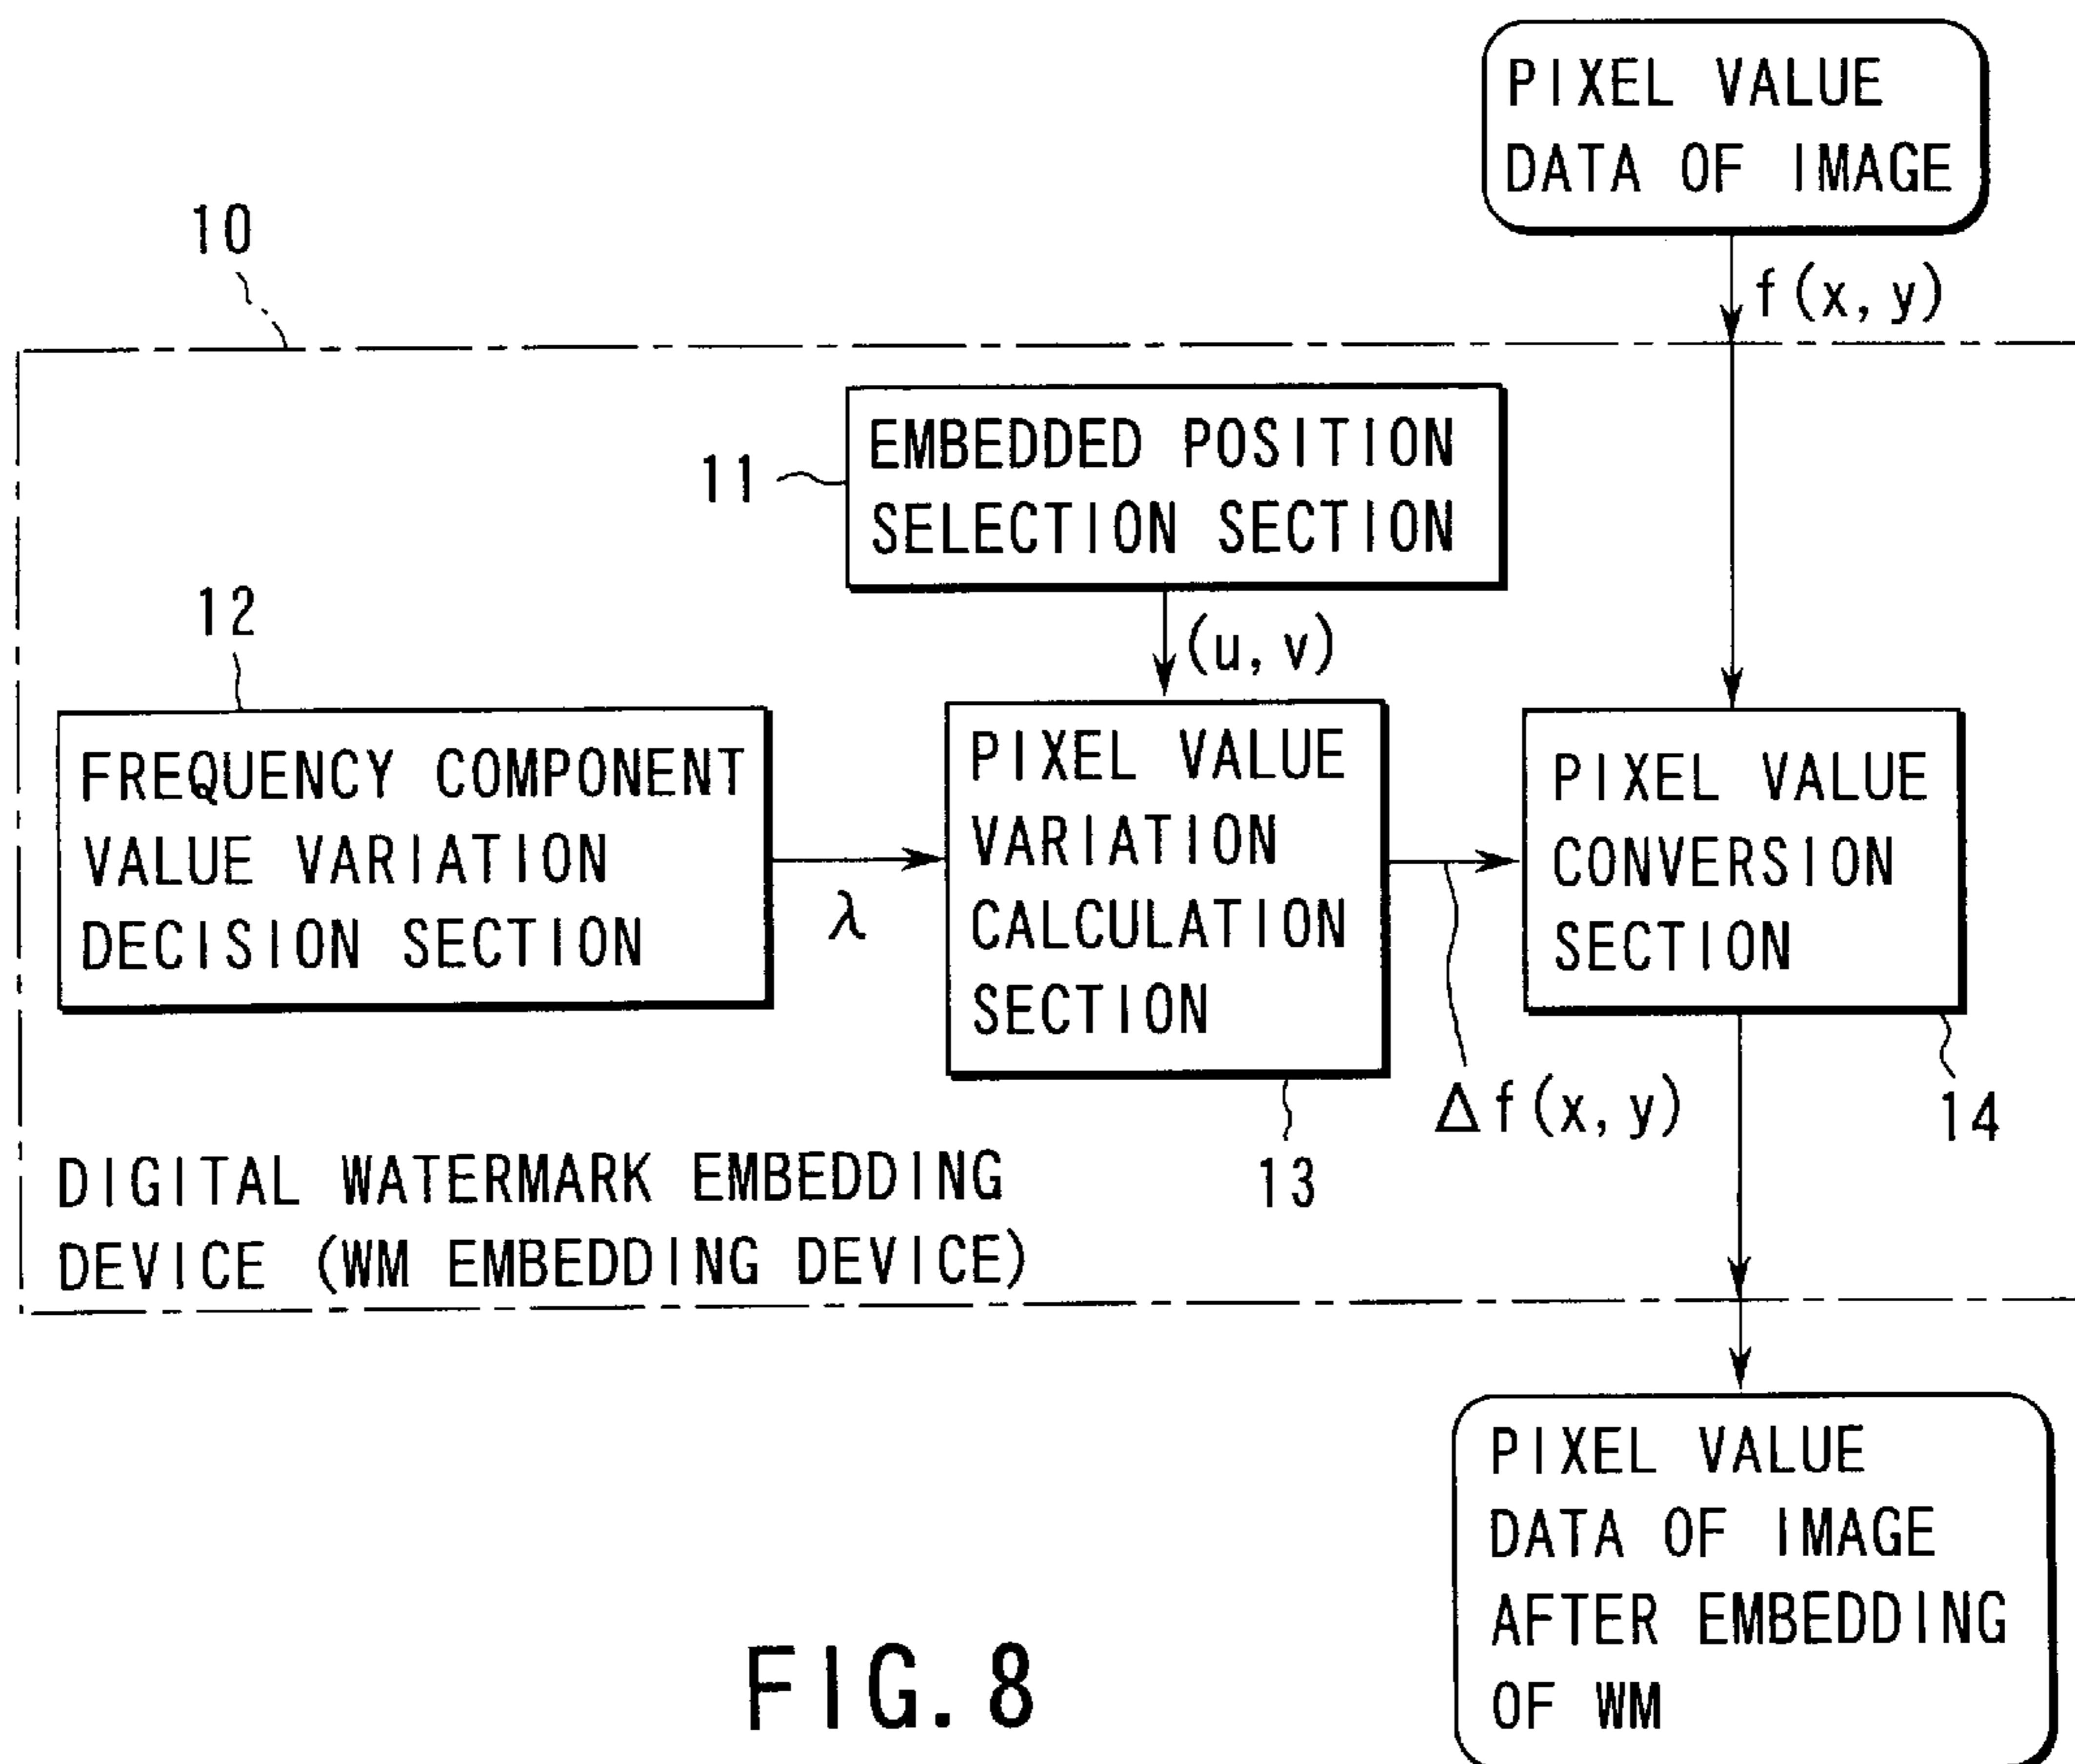 PIXEL VALUE
DATA OF IMAGE
10
f(x, y)
11
EMBEDDED POSITION
SELECTION SECTION
12
(u, v)
FREQUENCY COMPONENT
VALUE VARIATION
DECISION SECTION
λ
PIXEL VALUE
VARIATION
CALCULATION
SECTION
PIXEL VALUE
CONVERSION
SECTION
Δf(x, y)
14
13
DIGITAL WATERMARK EMBEDDING
DEVICE (WM EMBEDDING DEVICE)
PIXEL VALUE
DATA OF IMAGE
AFTER EMBEDDING
OF WM
FIG. 8